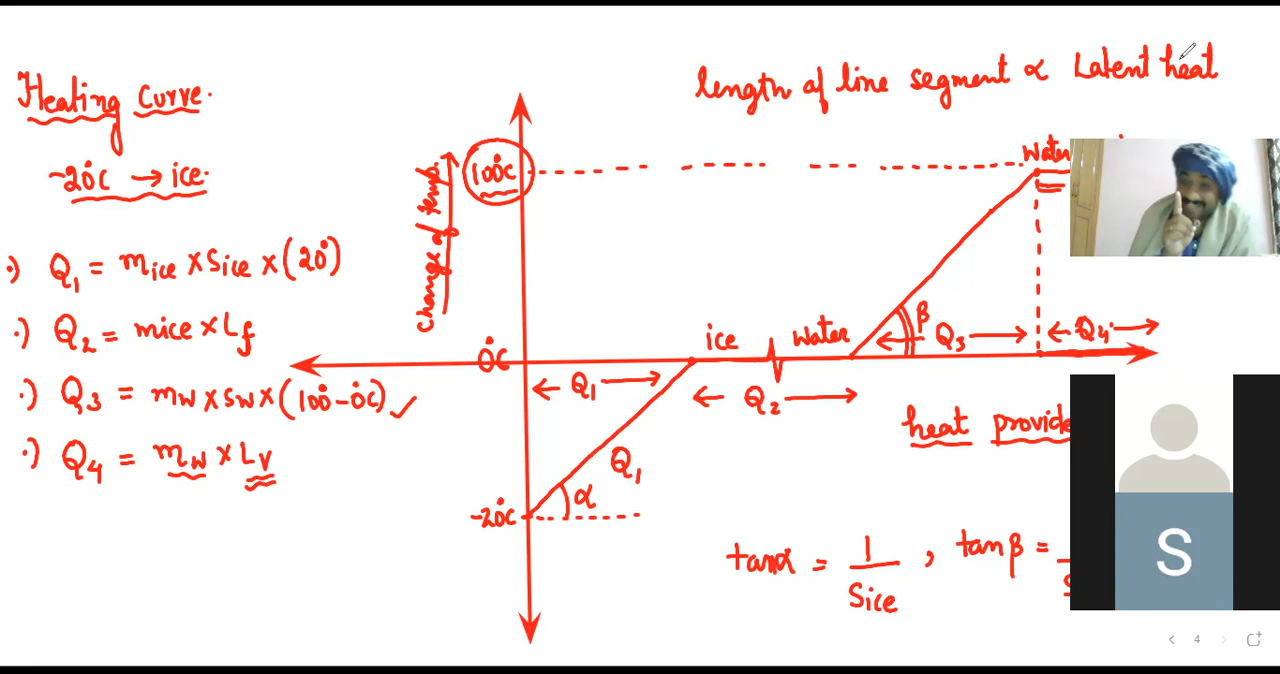 Heating Curve.
-20°C → ice.
·) Q₁ = mice × Sice × (20°)
·) Q₂ = mice × Lf
·) Q₃ = mw × sw × (100° - 0°C) ✓
·) Q₄ = mw × Lv
length of line segment ∝ Latent heat
Change of temp.
100°C
water
0°C
ice
water
β
Q₃
Q₄
Q₁
Q₂
heat provide
Q₁
α
-20°C
tanα = 1/Sice , tanβ =
S
4